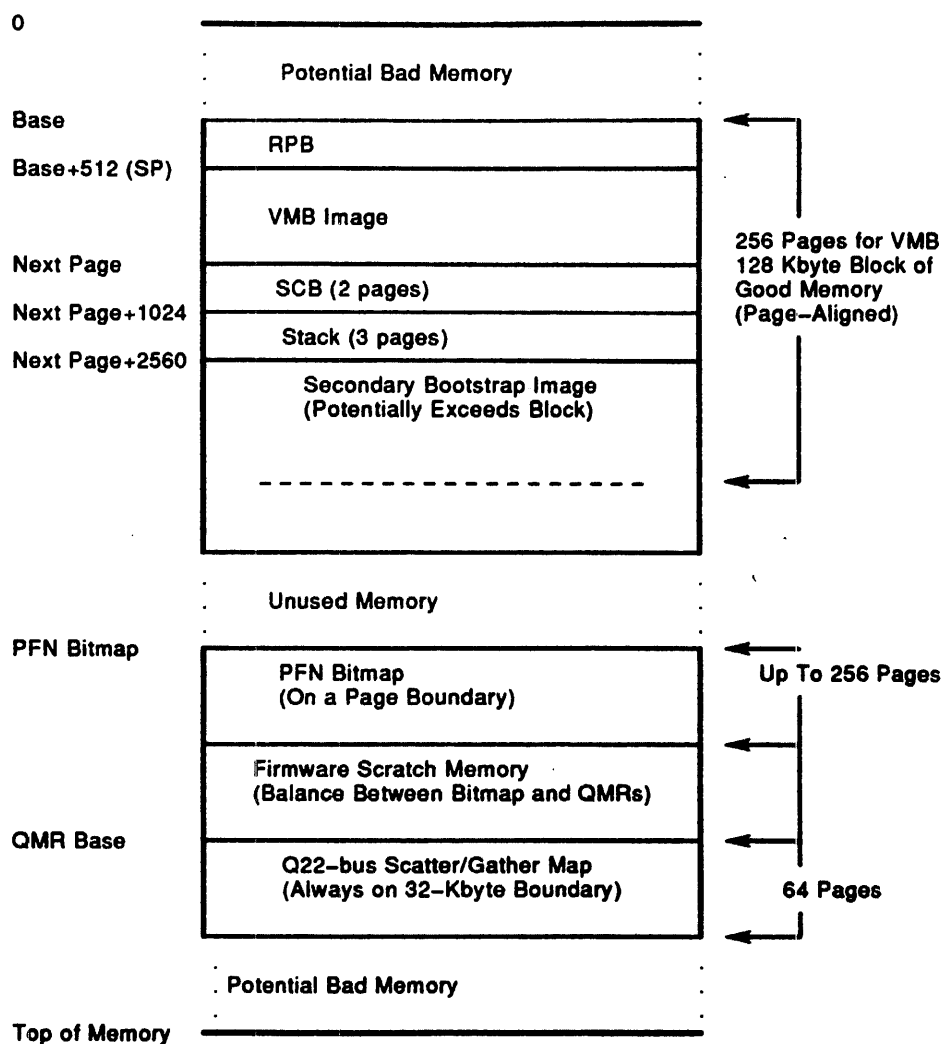 0
Potential Bad Memory
Base
RPB
Base+512 (SP)
VMB Image
256 Pages for VMB
128 Kbyte Block of
Good Memory
(Page-Aligned)
Next Page
SCB (2 pages)
Next Page+1024
Stack (3 pages)
Next Page+2560
Secondary Bootstrap Image
(Potentially Exceeds Block)
Unused Memory
PFN Bitmap
PFN Bitmap
(On a Page Boundary)
Up To 256 Pages
Firmware Scratch Memory
(Balance Between Bitmap and QMRs)
QMR Base
Q22-bus Scatter/Gather Map
(Always on 32-Kbyte Boundary)
64 Pages
Potential Bad Memory
Top of Memory